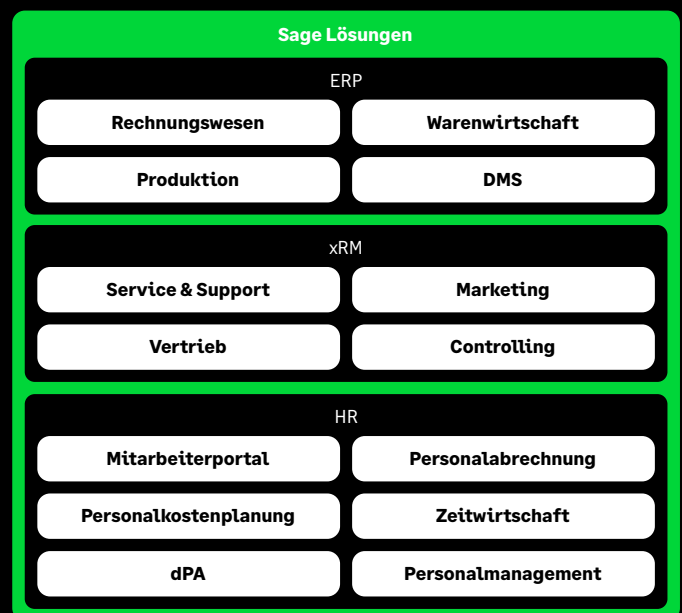 Sage Lösungen
ERP
Rechnungswesen
Warenwirtschaft
Produktion
DMS
xRM
Service & Support
Marketing
Vertrieb
Controlling
HR
Mitarbeiterportal
Personalabrechnung
Personalkostenplanung
Zeitwirtschaft
dPA
Personalmanagement